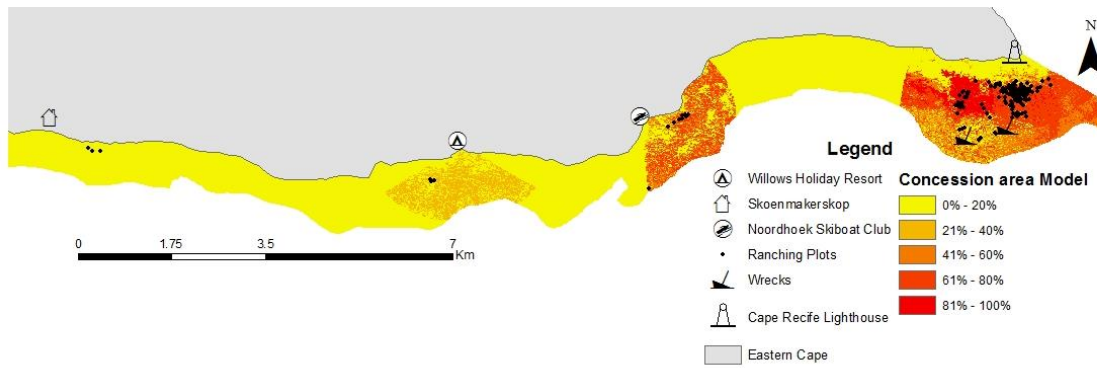 N
Legend
Willows Holiday Resort
Skoenmakerskop
Noordhoek Skiboat Club
Ranching Plots
Wrecks
Cape Recife Lighthouse
Eastern Cape
Concession area Model
0% - 20%
21% - 40%
41% - 60%
61% - 80%
81% - 100%
0 1.75 3.5 7
Km